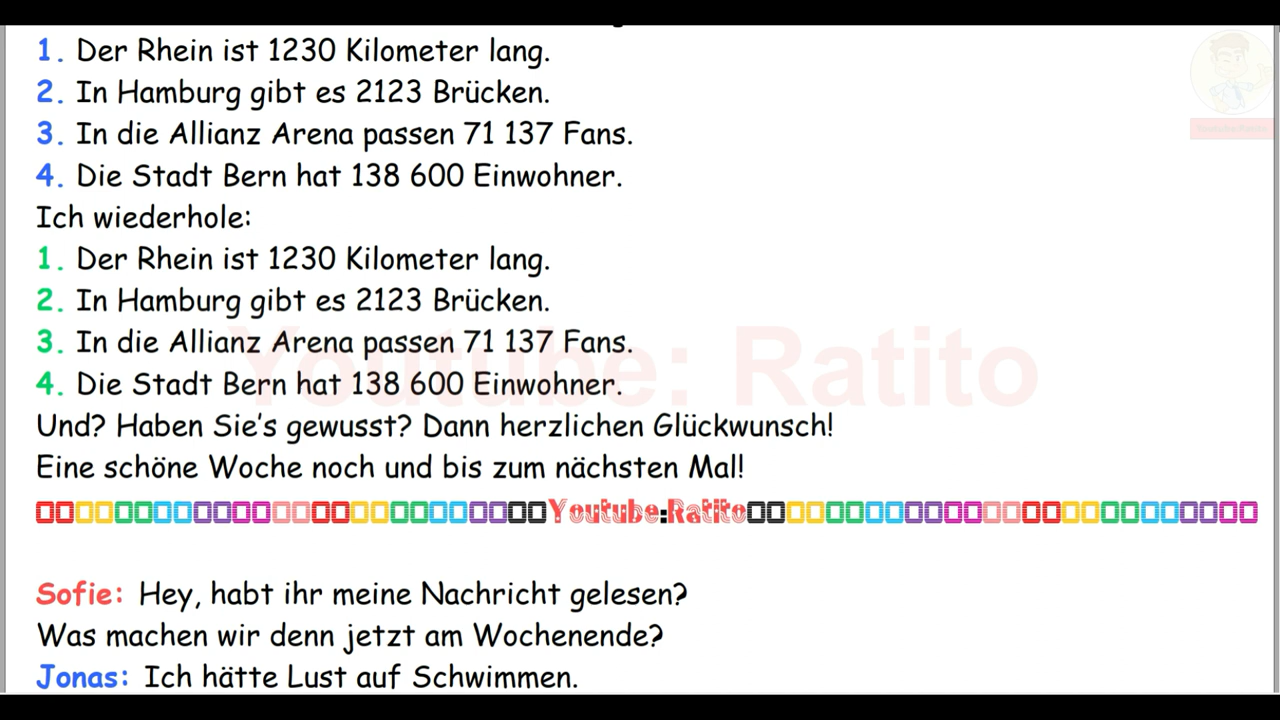 1. Der Rhein ist 1230 Kilometer lang.
2. In Hamburg gibt es 2123 Brücken.
3. In die Allianz Arena passen 71 137 Fans.
4. Die Stadt Bern hat 138 600 Einwohner.
Ich wiederhole:
1. Der Rhein ist 1230 Kilometer lang.
2. In Hamburg gibt es 2123 Brücken.
3. In die Allianz Arena passen 71 137 Fans.
4. Die Stadt Bern hat 138 600 Einwohner.
Youtube: Ratito
Und? Haben Sie's gewusst? Dann herzlichen Glückwunsch!
Eine schöne Woche noch und bis zum nächsten Mal!
Youtube:Ratito
Sofie: Hey, habt ihr meine Nachricht gelesen?
Was machen wir denn jetzt am Wochenende?
Jonas: Ich hätte Lust auf Schwimmen.